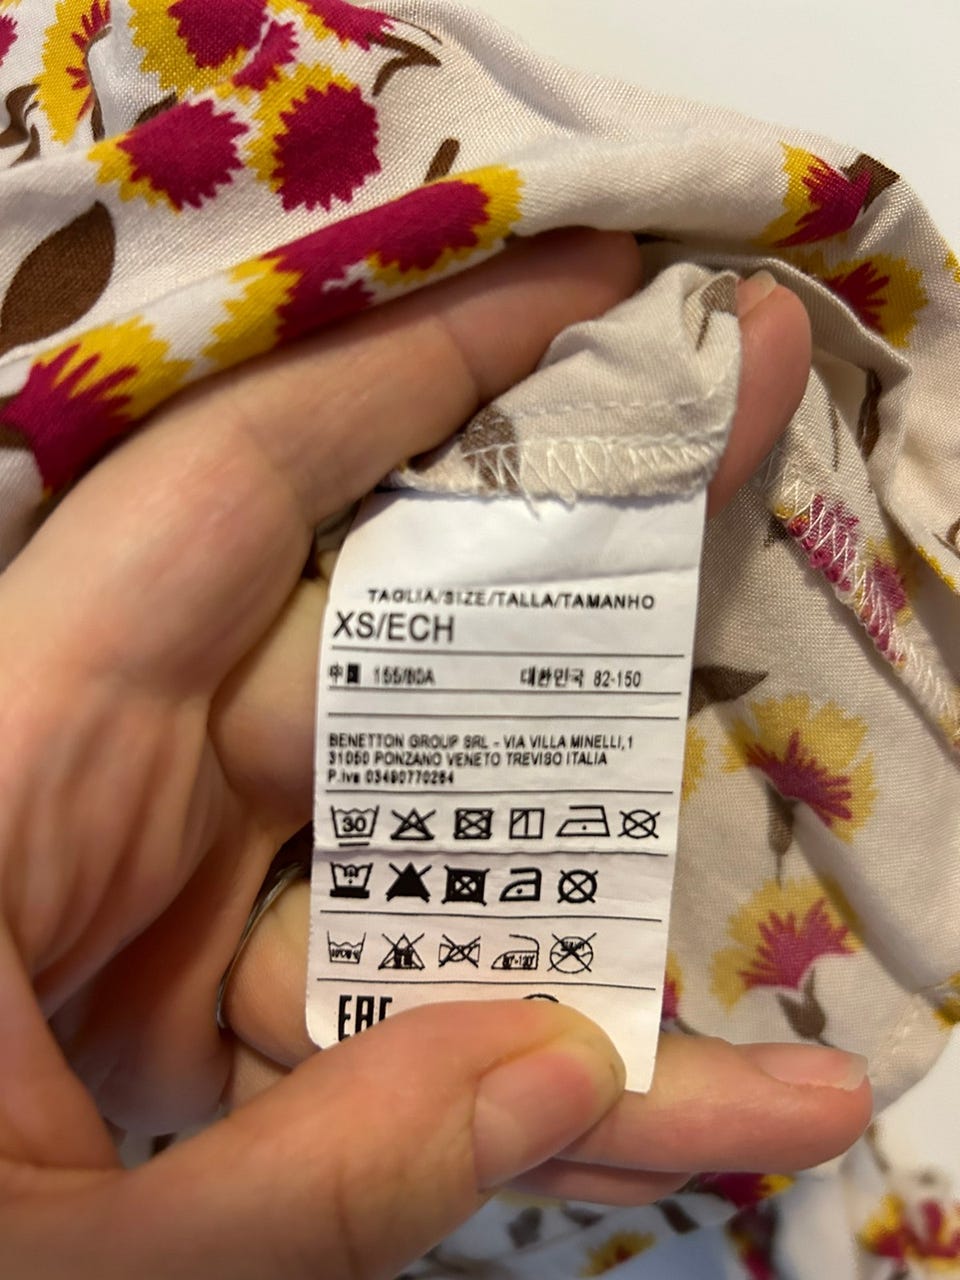 TAGLIA/SIZE/TALLA/TAMANHO
XS/ECH
中国 155/80A 대한민국 82-150
BENETTON GROUP SRL - VIA VILLA MINELLI,1
31050 PONZANO VENETO TREVISO ITALIA
P.Iva 03490770264
30
EAC